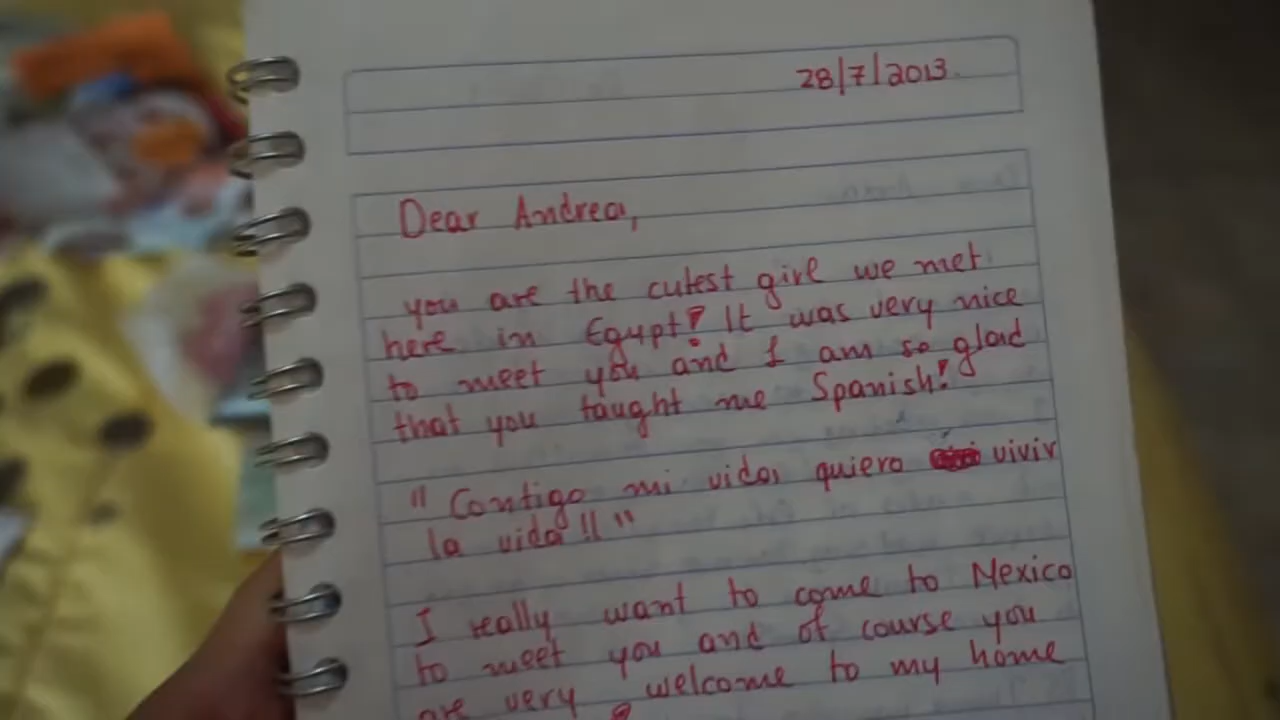 28/7/2013.
Dear Andrea,
you are the cutest girl we met
here in Egypt! It was very nice
to meet you and I am so glad
that you taught me Spanish!
"Contigo mi vida, quiero vivir
la vida!!"
I really want to come to Mexico
to meet you and of course you
are very welcome to my home